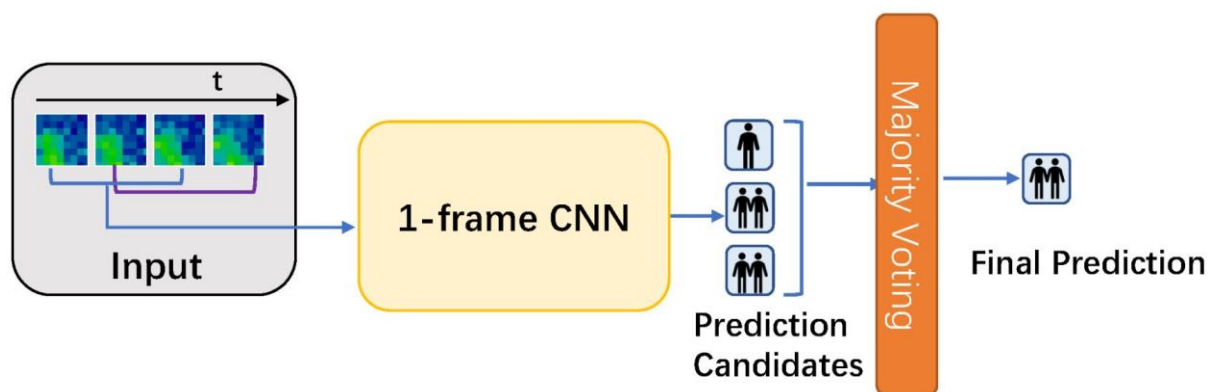 t
Input
1-frame CNN
Prediction
Candidates
Majority Voting
Final Prediction